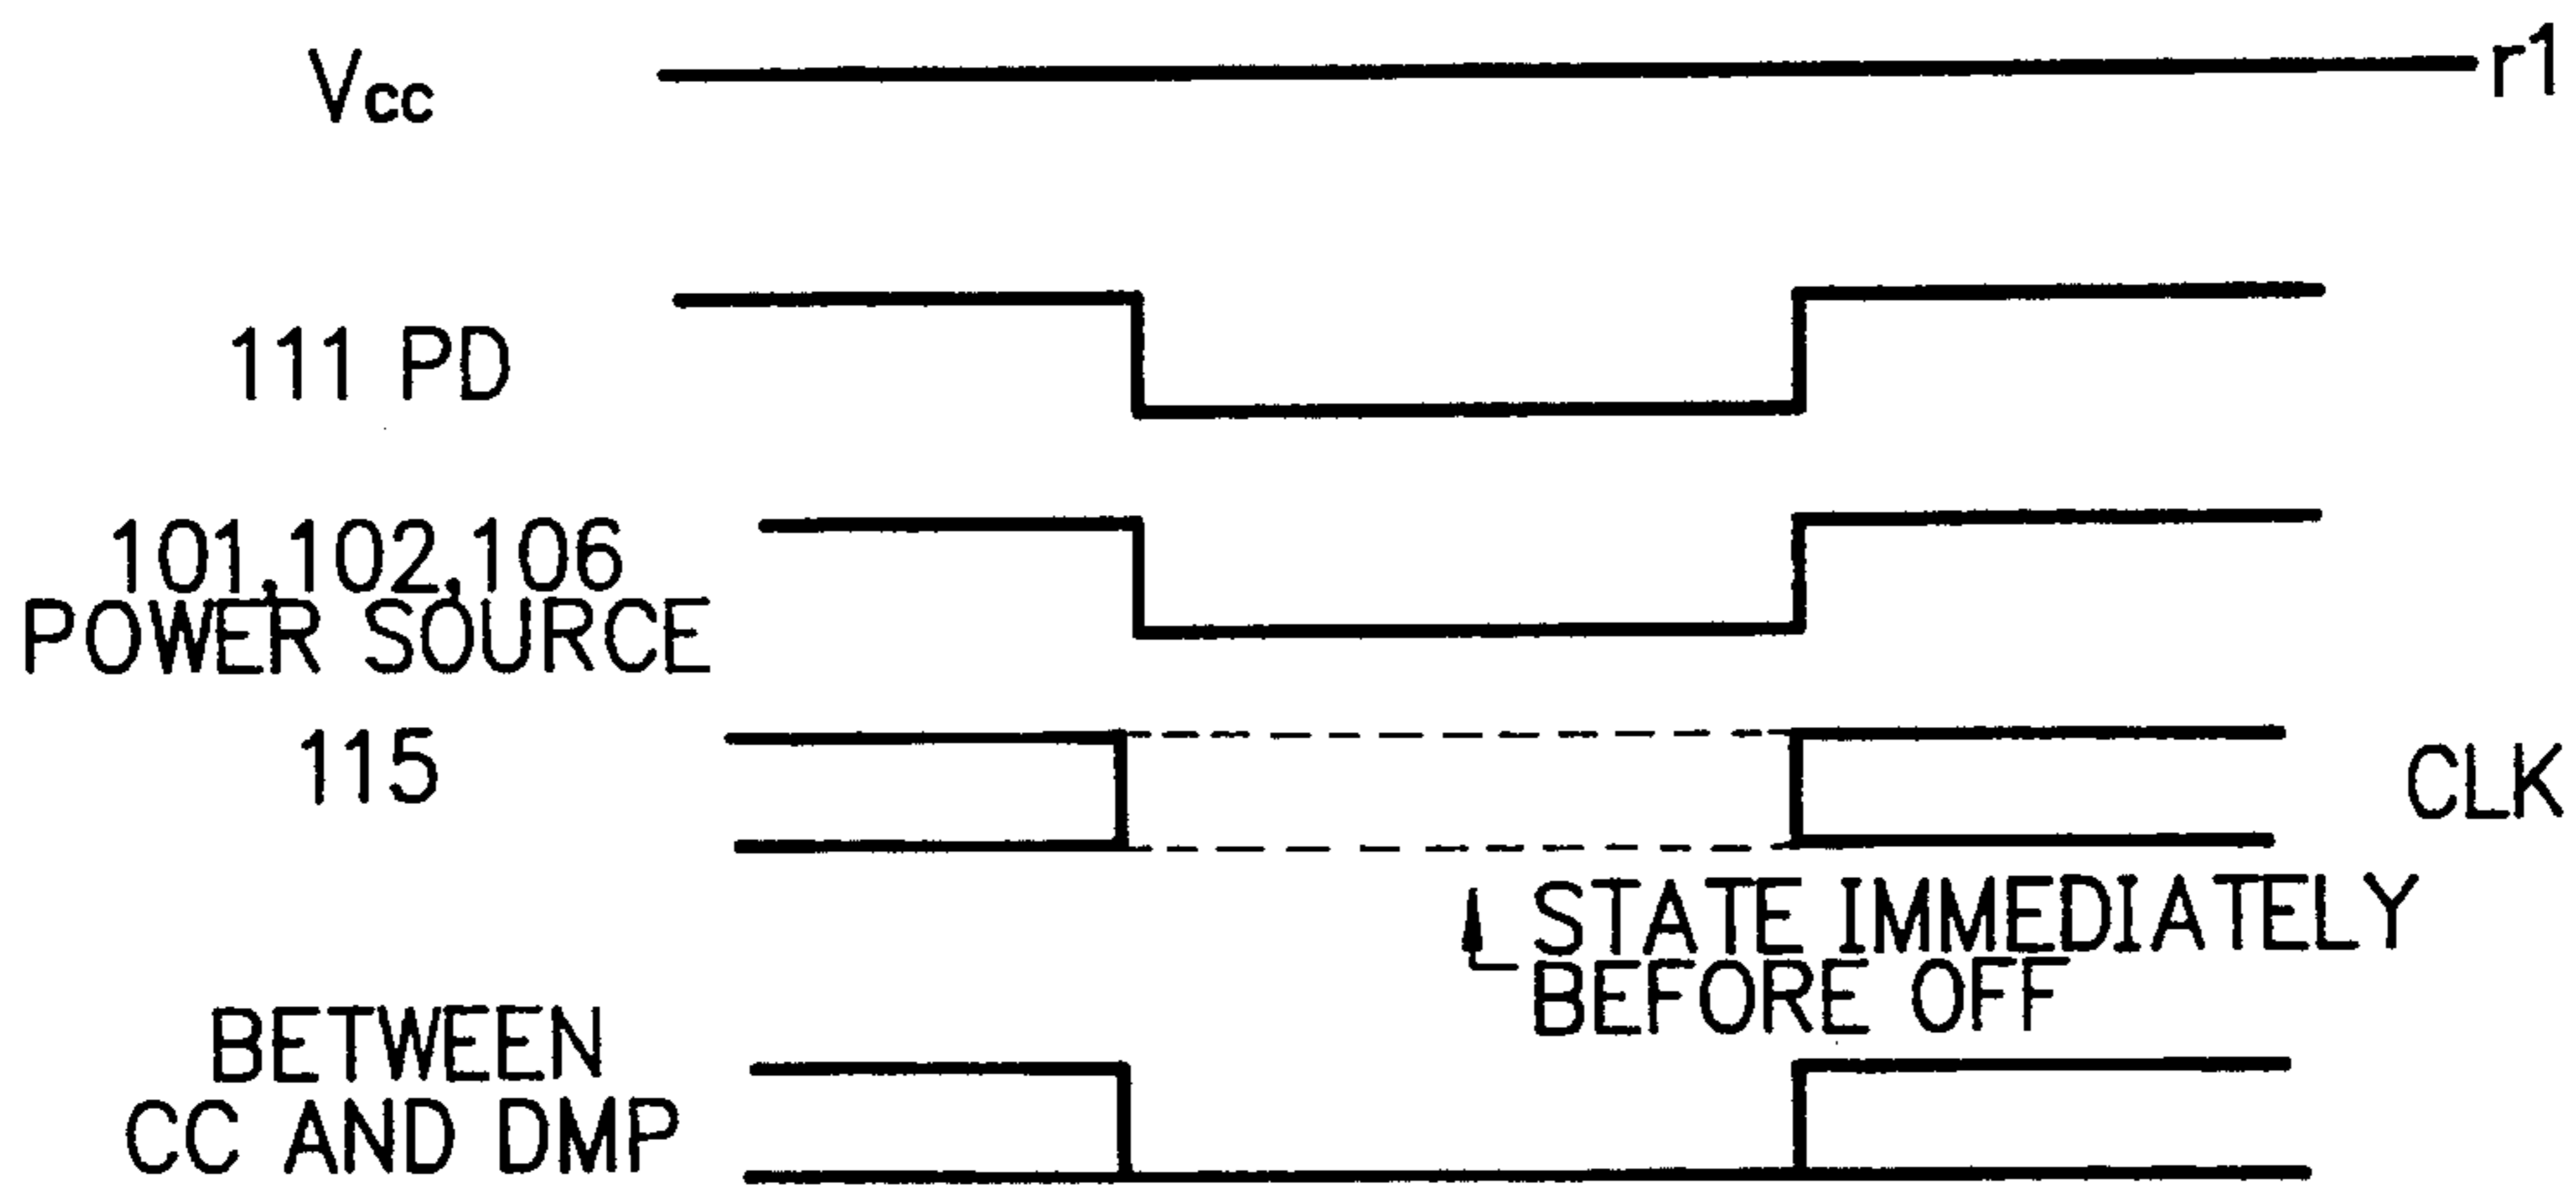 Vcc
r1
111 PD
101,102,106
POWER SOURCE
115
CLK
STATE IMMEDIATELY
BEFORE OFF
BETWEEN
CC AND DMP